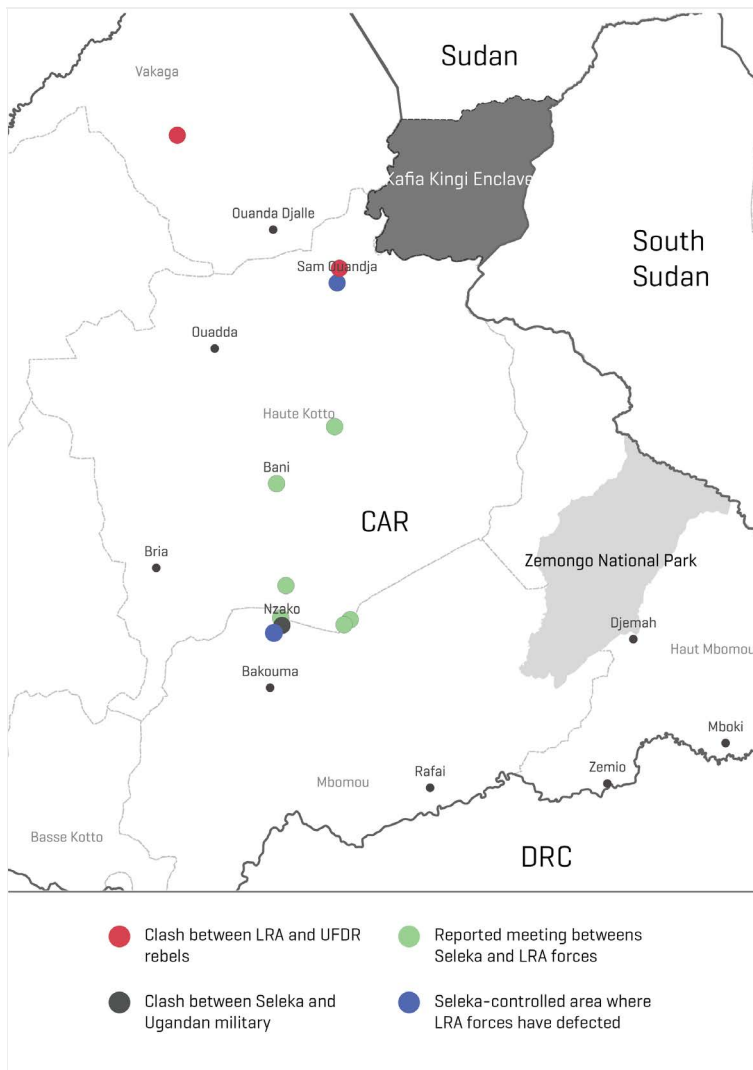 Sudan
Vakaga
Kafia Kingi Enclave
Ouanda Djalle
South
Sudan
Sam Ouandja
Ouadda
Haute Kotto
Bani
CAR
Bria
Zemongo National Park
Nzako
Djemah
Haut Mbomou
Bakouma
Mboki
Rafai
Zemio
Mbomou
Basse Kotto
DRC
Clash between LRA and UFDR
rebels
Reported meeting betweens
Seleka and LRA forces
Clash between Seleka and
Ugandan military
Seleka-controlled area where
LRA forces have defected